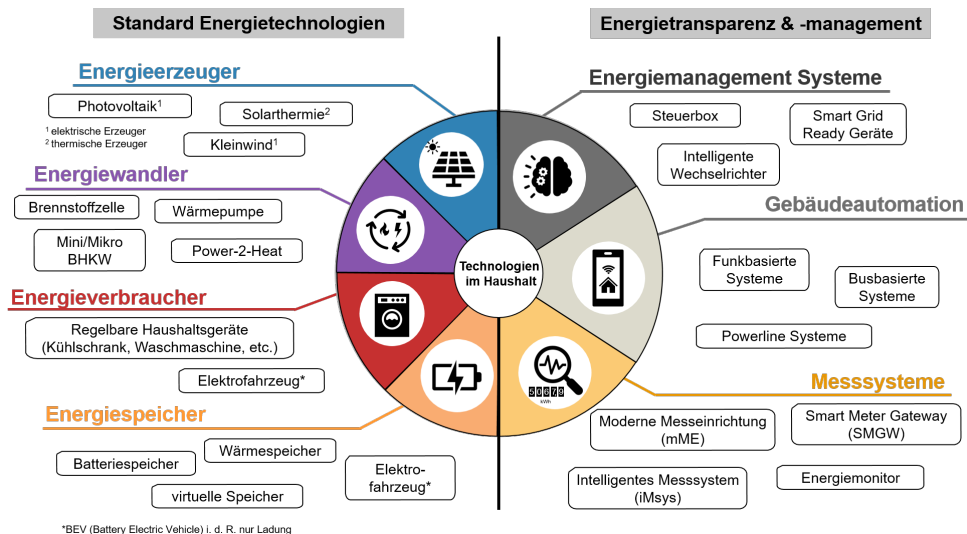 Standard Energietechnologien
Energietransparenz & -management
Energieerzeuger
Photovoltaik¹
Solarthermie²
¹ elektrische Erzeuger
² thermische Erzeuger
Kleinwind¹
Energiewandler
Brennstoffzelle
Wärmepumpe
Mini/Mikro
BHKW
Power-2-Heat
Energieverbraucher
Regelbare Haushaltsgeräte
(Kühlschrank, Waschmaschine, etc.)
Elektrofahrzeug*
Energiespeicher
Batteriespeicher
Wärmespeicher
virtuelle Speicher
Elektro-
fahrzeug*
*BEV (Battery Electric Vehicle) i. d. R. nur Ladung
Technologien
im Haushalt
Energiemanagement Systeme
Steuerbox
Smart Grid
Ready Geräte
Intelligente
Wechselrichter
Gebäudeautomation
Funkbasierte
Systeme
Busbasierte
Systeme
Powerline Systeme
Messsysteme
50679
kWh
Moderne Messeinrichtung
(mME)
Smart Meter Gateway
(SMGW)
Intelligentes Messsystem
(iMsys)
Energiemonitor